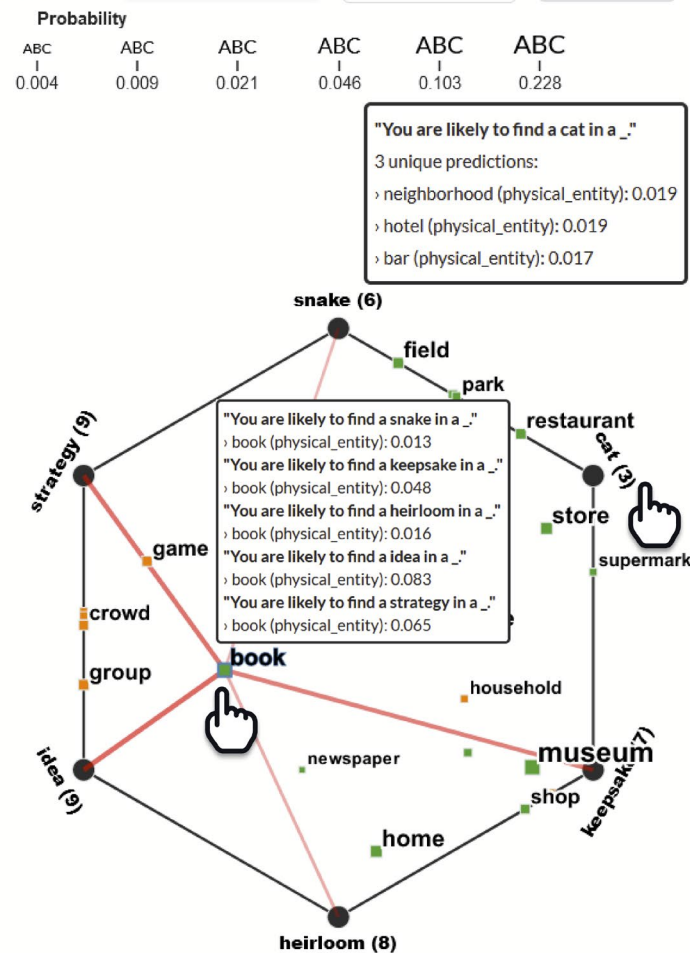 Probability
ABC ABC ABC ABC ABC ABC
0.004 0.009 0.021 0.046 0.103 0.228
"You are likely to find a cat in a _."
3 unique predictions:
› neighborhood (physical_entity): 0.019
› hotel (physical_entity): 0.019
› bar (physical_entity): 0.017
snake (6)
field
park
restaurant
cat (3)
strategy (9)
"You are likely to find a snake in a _."
› book (physical_entity): 0.013
"You are likely to find a keepsake in a _."
› book (physical_entity): 0.048
"You are likely to find a heirloom in a _."
› book (physical_entity): 0.016
"You are likely to find a idea in a _."
› book (physical_entity): 0.083
"You are likely to find a strategy in a _."
› book (physical_entity): 0.065
store
game
supermark
crowd
book
group
household
newspaper
museum
idea (9)
keepsake (7)
shop
home
heirloom (8)